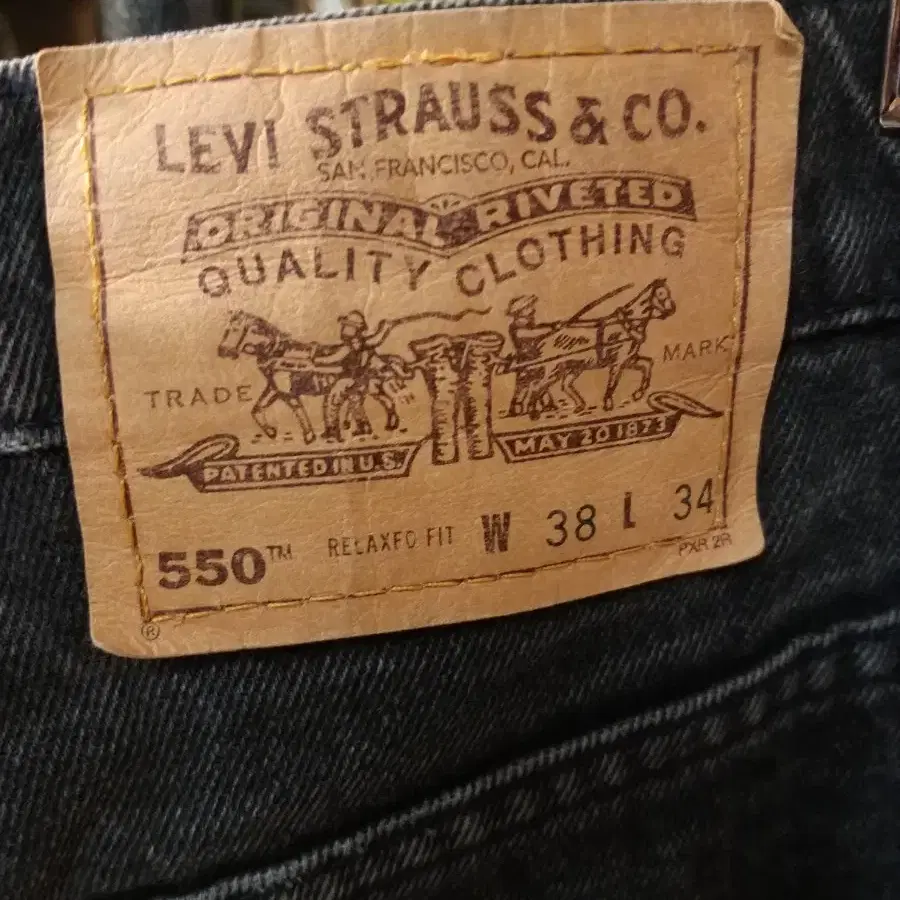 LEVI STRAUSS & CO.
SAN FRANCISCO, CAL.
ORIGINAL RIVETED
QUALITY CLOTHING
TRADE MARK
PATENTED IN U.S. MAY 20 1873
550™ RELAXED FIT W 38 L 34
PXR 2R
®